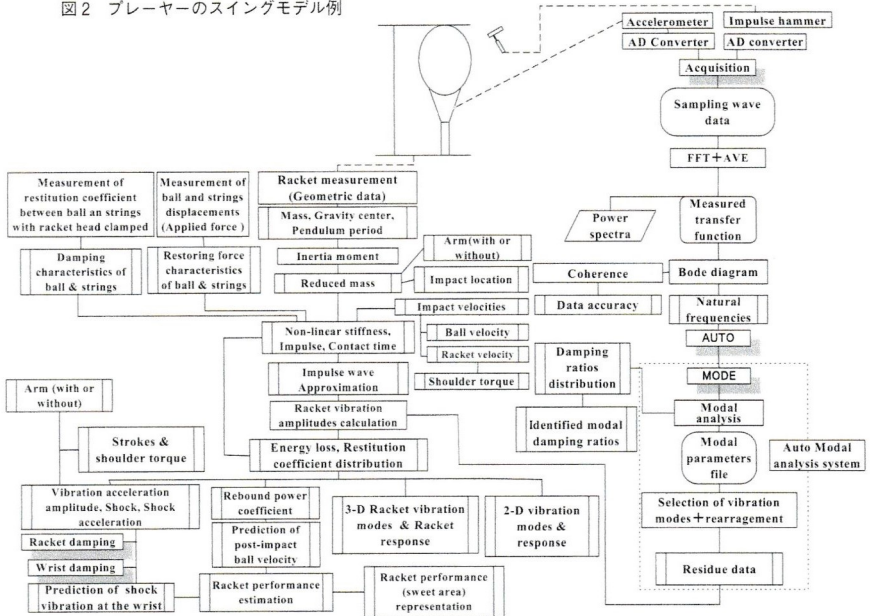 図2 プレーヤーのスイングモデル例
Accelerometer
Impulse hammer
AD Converter
AD converter
Acquisition
Sampling wave
data
FFT+AVE
Power
spectra
Measured
transfer
function
Coherence
Bode diagram
Data accuracy
Natural
frequencies
AUTO
MODE
Damping
ratios
distribution
Modal
analysis
Identified modal
damping ratios
Modal
parameters
file
Auto Modal
analysis system
Selection of vibration
modes+rearragement
Residue data
Measurement of
restitution coefficient
between ball an strings
with racket head clamped
Measurement of
ball and strings
displacements
(Applied force )
Racket measurement
(Geometric data)
Mass, Gravity center,
Pendulum period
Damping
characteristics of
ball & strings
Restoring force
characteristics
of ball & strings
Inertia moment
Arm(with or
without)
Reduced mass
Impact location
Impact velocities
Non-linear stiffness,
Impulse, Contact time
Ball velocity
Racket velocity
Shoulder torque
Impulse wave
Approximation
Arm (with or
without)
Racket vibration
amplitudes calculation
Strokes &
shoulder torque
Energy loss, Restitution
coefficient distribution
Vibration acceleration
amplitude, Shock, Shock
acceleration
Rebound power
coefficient
3-D Racket vibration
modes & Racket
response
2-D vibration
modes &
response
Racket damping
Prediction of
post-impact
ball velocity
Wrist damping
Prediction of shock
vibration at the wrist
Racket performance
estimation
Racket performance
(sweet area)
representation